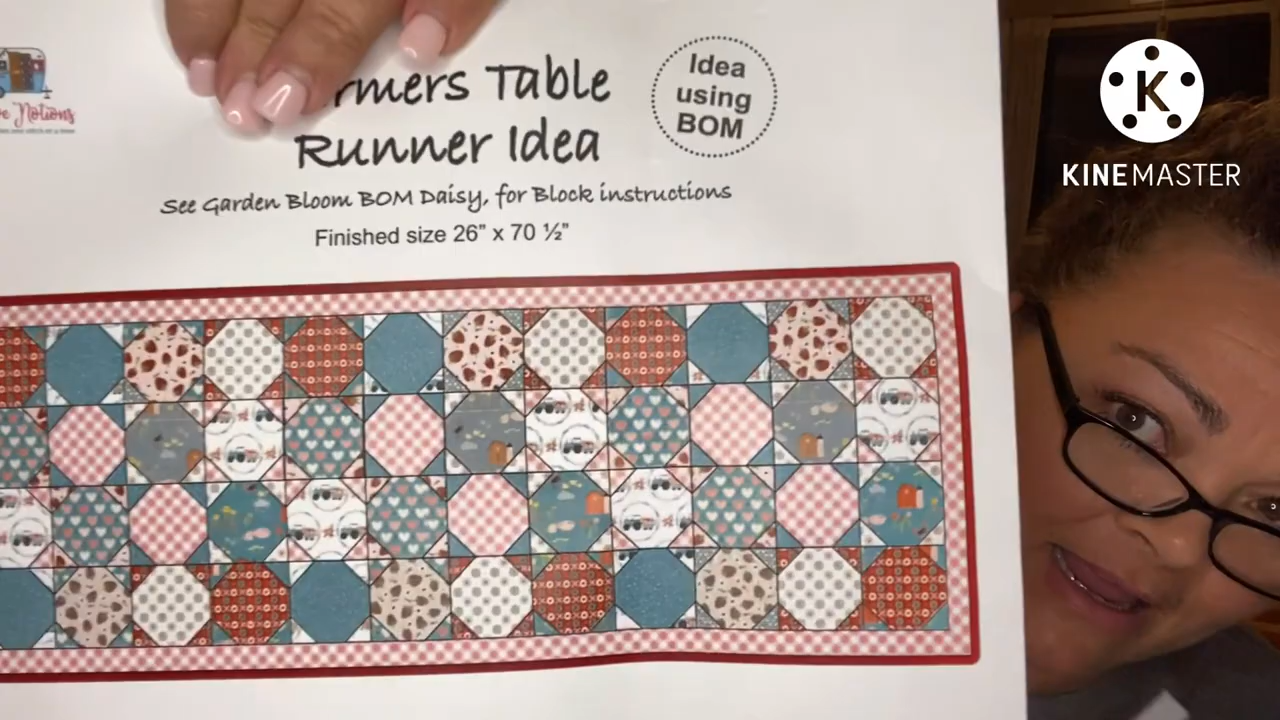 rmers Table
Runner Idea
Idea
using
BOM
See Garden Bloom BOM Daisy, for Block instructions
Finished size 26" x 70 ½"
Notions
K
KINEMASTER